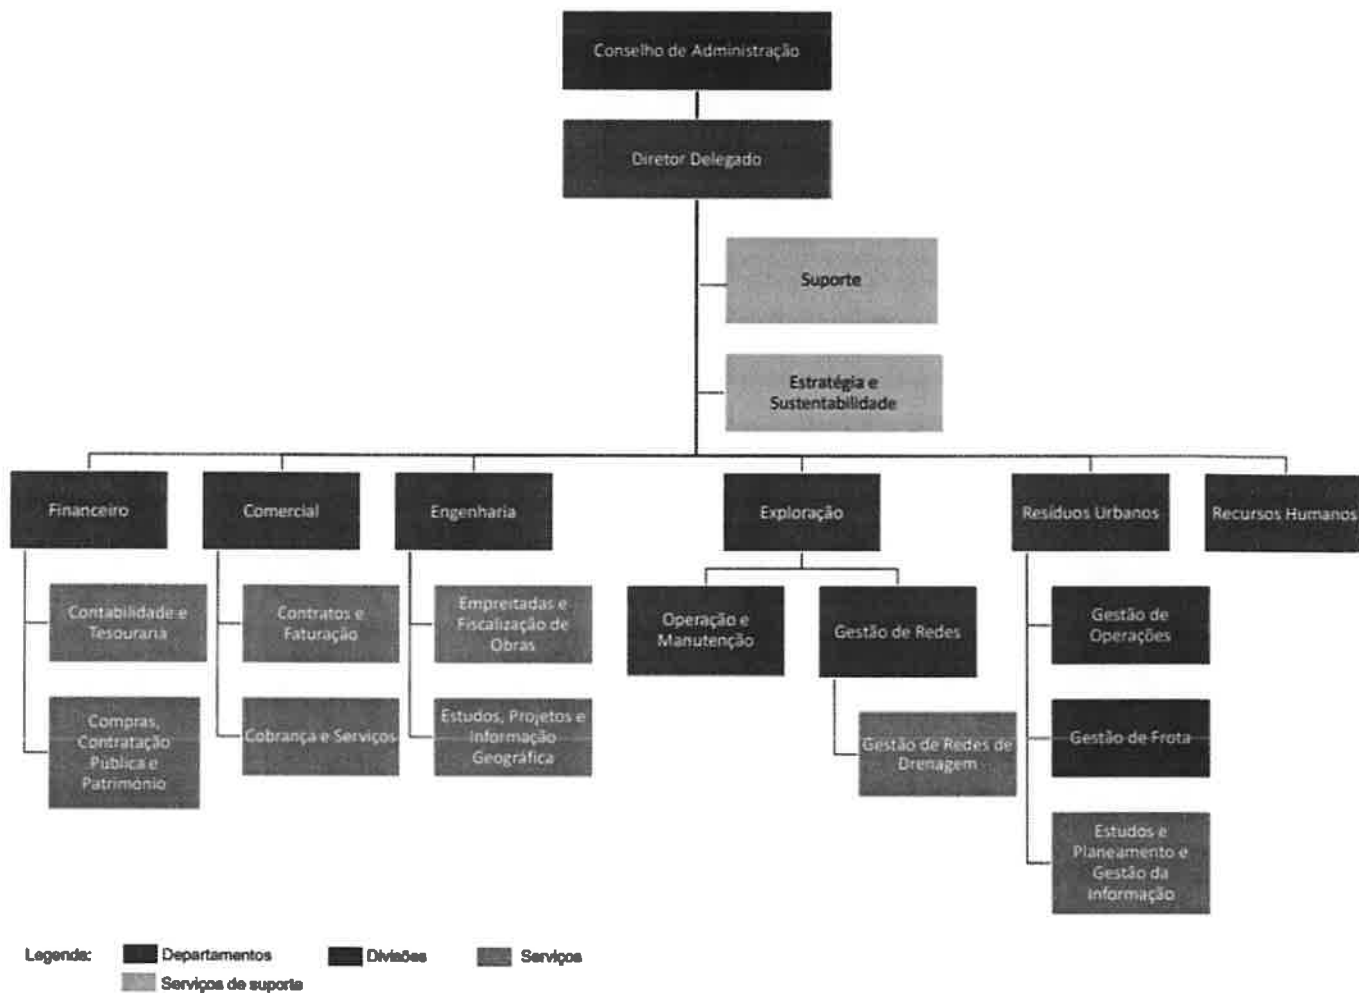 Conselho de Administração
Diretor Delegado
Suporte
Estratégia e
Sustentabilidade
Financeiro
Comercial
Engenharia
Exploração
Resíduos Urbanos
Recursos Humanos
Contabilidade e
Tesouraria
Contratos e
Faturação
Empreitadas e
Fiscalização de
Obras
Operação e
Manutenção
Gestão de Redes
Gestão de
Operações
Compras,
Contratação
Pública e
Património
Cobrança e Serviços
Estudos, Projetos e
Informação
Geográfica
Gestão de Redes de
Drenagem
Gestão de Frota
Estudos e
Planeamento e
Gestão da
Informação
Legenda:
Departamentos
Divisões
Serviços
Serviços de suporte